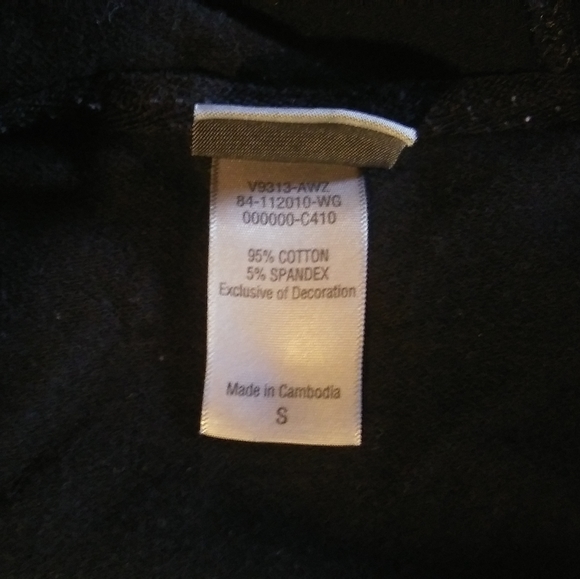 V9313-AWZ
84-112010-WG
000000-C410
95% COTTON
5% SPANDEX
Exclusive of Decoration
Made in Cambodia
S